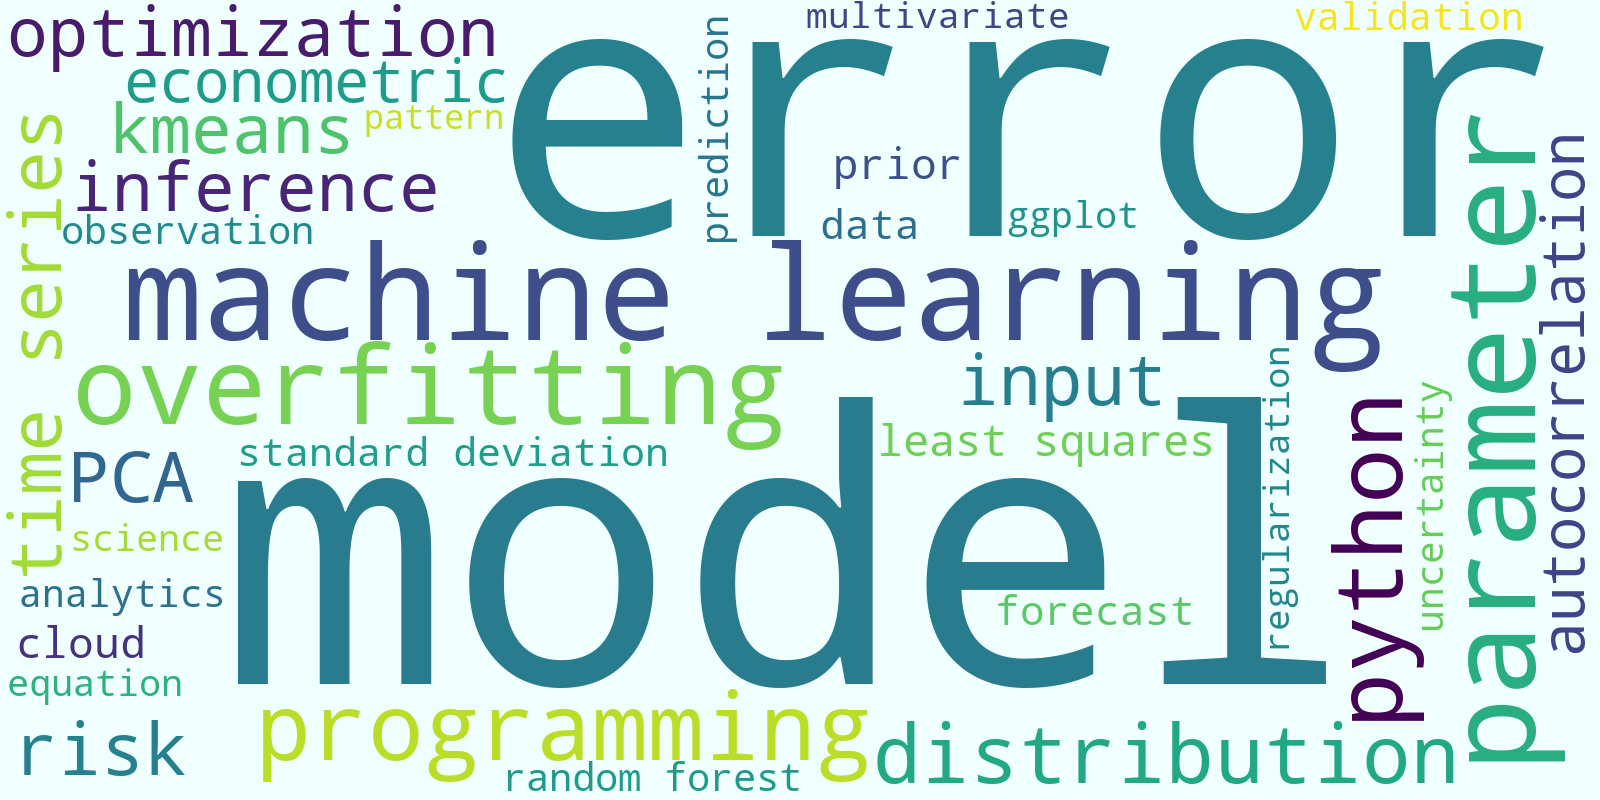 optimization
multivariate
validation
error
econometric
prediction
kmeans
pattern
time series
inference
prior
observation
data
ggplot
parameter
autocorrelation
machine learning
overfitting
input
regularization
python
uncertainty
standard deviation
least squares
PCA
model
science
analytics
forecast
cloud
equation
risk
programming
distribution
random forest